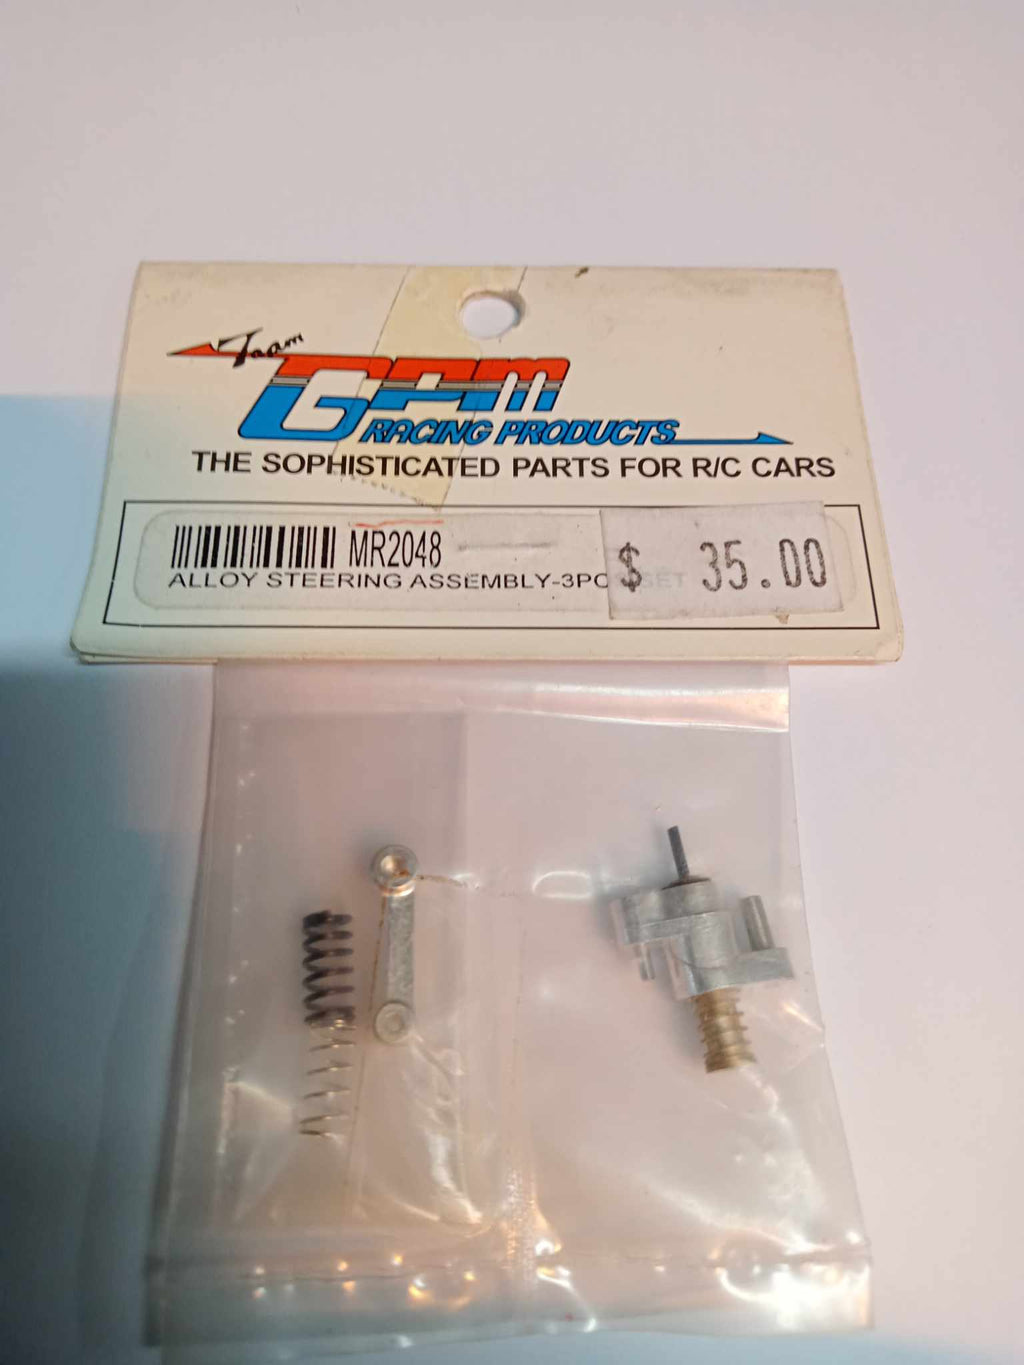 Team
GPM
RACING PRODUCTS
THE SOPHISTICATED PARTS FOR R/C CARS
MR2048
$ 35.00
ALLOY STEERING ASSEMBLY-3PC SET